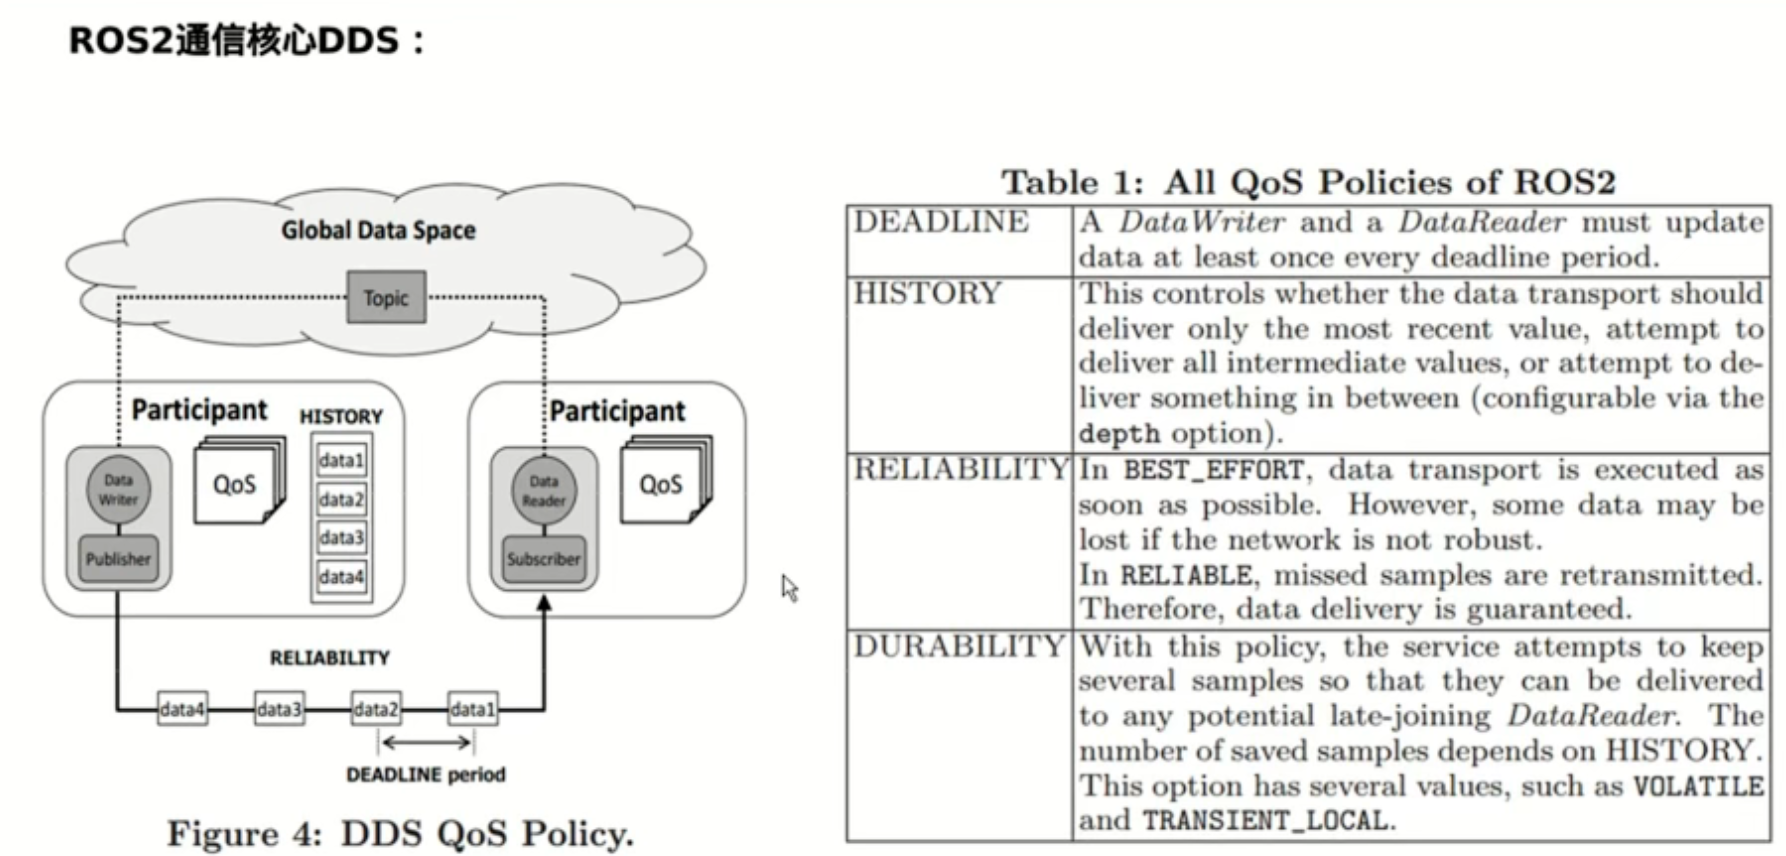 ROS2通信核心DDS：
Global Data Space
Topic
Participant
HISTORY
Data
Writer
Publisher
QoS
data1
data2
data3
data4
Participant
Data
Reader
Subscriber
QoS
RELIABILITY
data4 data3 data2 data1
DEADLINE period
Figure 4: DDS QoS Policy.
Table 1: All QoS Policies of ROS2
DEADLINE A DataWriter and a DataReader must update
data at least once every deadline period.
HISTORY This controls whether the data transport should
deliver only the most recent value, attempt to
deliver all intermediate values, or attempt to de-
liver something in between (configurable via the
depth option).
RELIABILITY In BEST_EFFORT, data transport is executed as
soon as possible. However, some data may be
lost if the network is not robust.
In RELIABLE, missed samples are retransmitted.
Therefore, data delivery is guaranteed.
DURABILITY With this policy, the service attempts to keep
several samples so that they can be delivered
to any potential late-joining DataReader. The
number of saved samples depends on HISTORY.
This option has several values, such as VOLATILE
and TRANSIENT_LOCAL.